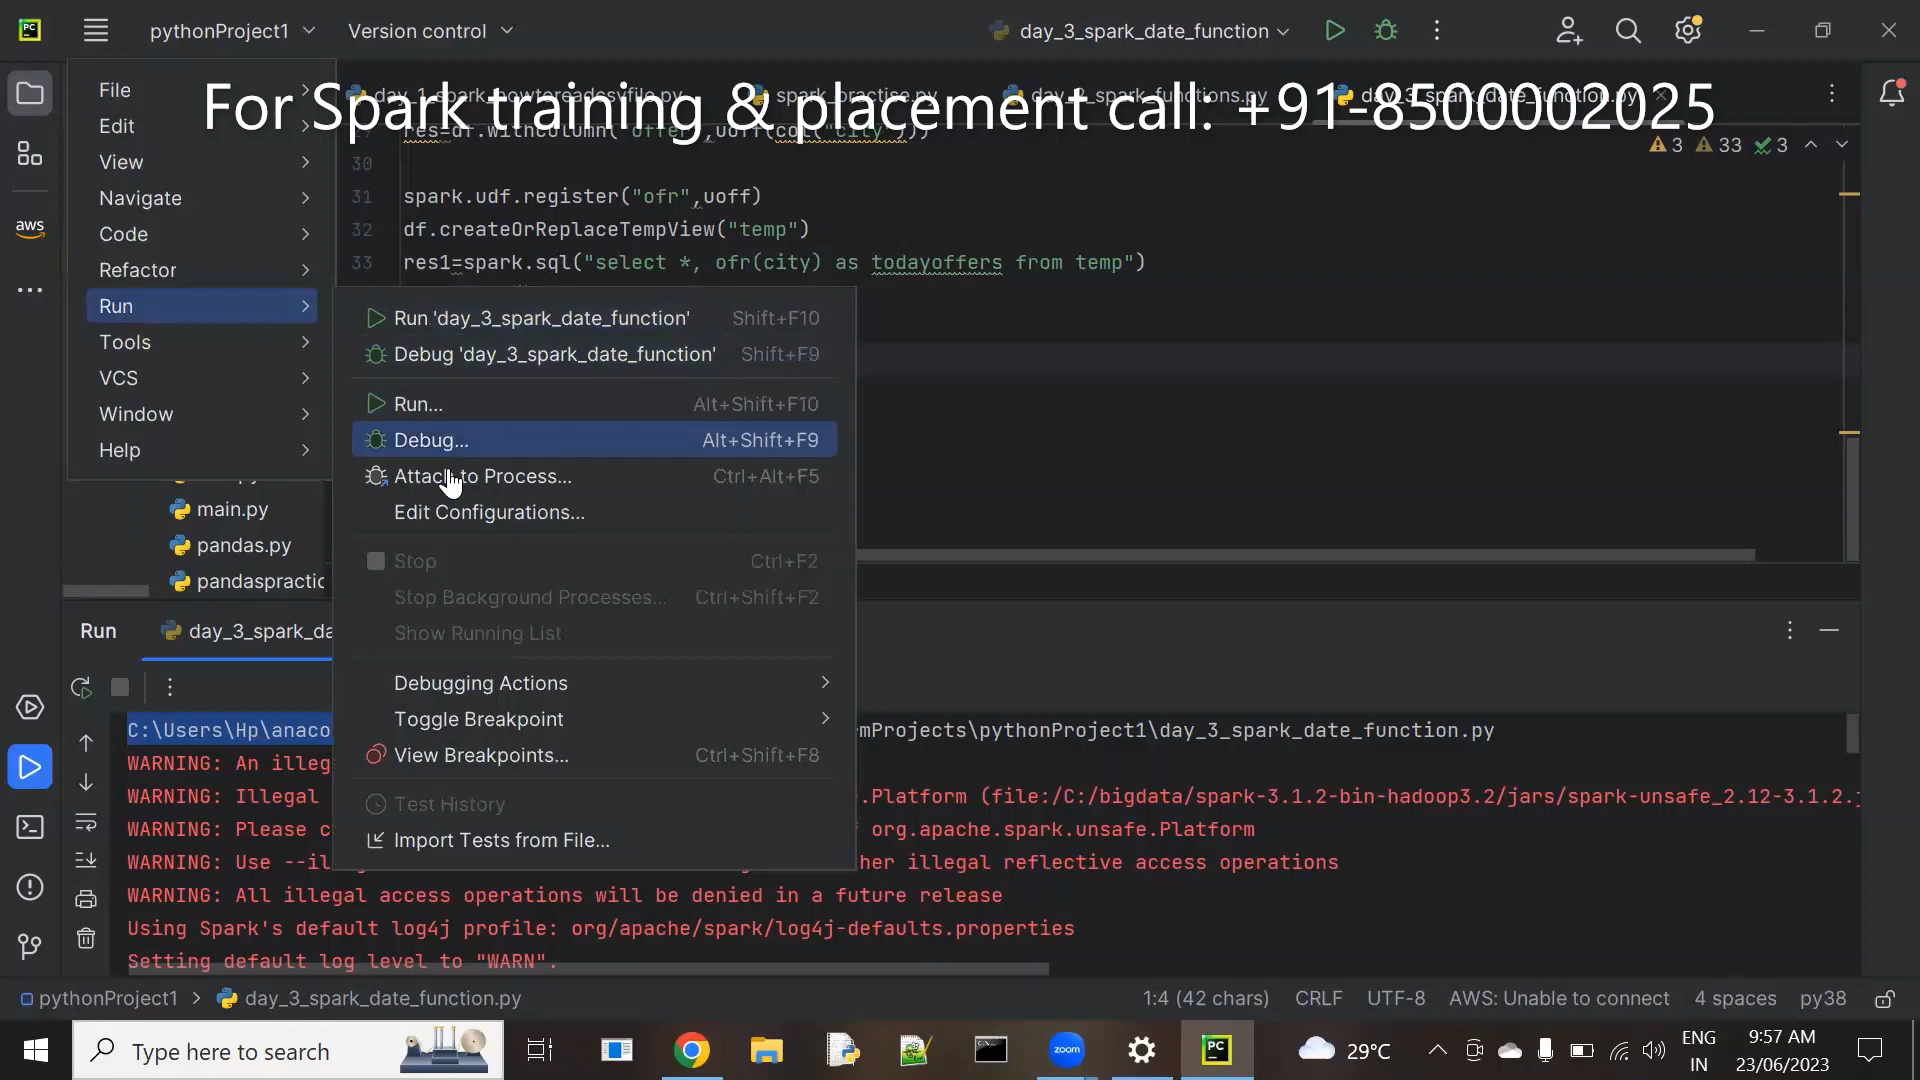 PC
pythonProject1
Version control
day_3_spark_date_function
For Spark training & placement call: +91-8500002025
File
Edit
View
Navigate
Code
Refactor
Run
Tools
VCS
Window
Help
30
31 spark.udf.register("ofr",uoff)
32 df.createOrReplaceTempView("temp")
33 res1=spark.sql("select *, ofr(city) as todayoffers from temp")
3 33 3
aws
Run 'day_3_spark_date_function' Shift+F10
Debug 'day_3_spark_date_function' Shift+F9
Run... Alt+Shift+F10
Debug... Alt+Shift+F9
Attach to Process... Ctrl+Alt+F5
Edit Configurations...
Stop Ctrl+F2
Stop Background Processes... Ctrl+Shift+F2
Show Running List
Debugging Actions
Toggle Breakpoint
View Breakpoints... Ctrl+Shift+F8
Test History
Import Tests from File...
main.py
pandas.py
pandaspractic
Run day_3_spark_da
C:\Users\Hp\anaco mProjects\pythonProject1\day_3_spark_date_function.py
WARNING: An illeg
WARNING: Illegal .Platform (file:/C:/bigdata/spark-3.1.2-bin-hadoop3.2/jars/spark-unsafe_2.12-3.1.2.j
WARNING: Please c org.apache.spark.unsafe.Platform
WARNING: Use --il her illegal reflective access operations
WARNING: All illegal access operations will be denied in a future release
Using Spark's default log4j profile: org/apache/spark/log4j-defaults.properties
Setting default log level to "WARN".
pythonProject1 > day_3_spark_date_function.py
1:4 (42 chars) CRLF UTF-8 AWS: Unable to connect 4 spaces py38
Type here to search
zoom
PC
29°C
ENG
IN
9:57 AM
23/06/2023